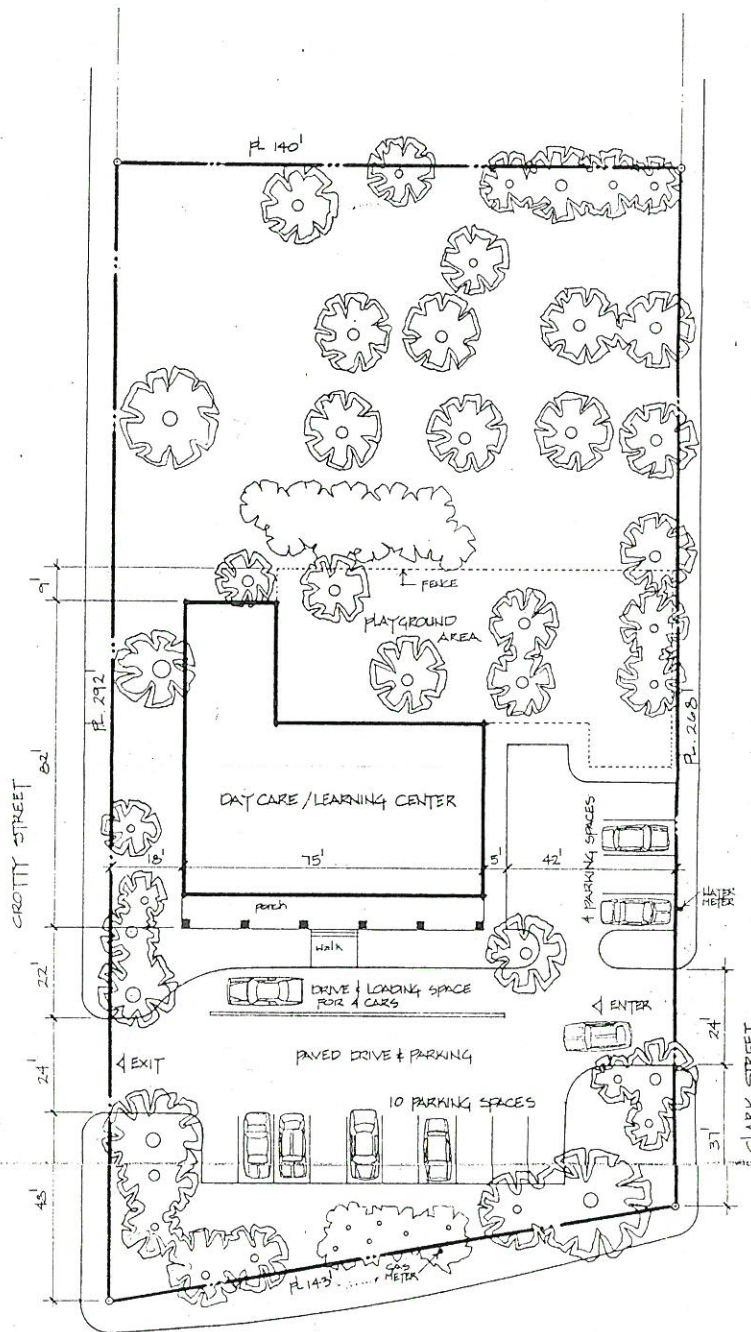 PL 140'
9'
FENCE
PLAYGROUND
AREA
PL 292'
PL 268'
82'
CROTTY STREET
DAY CARE / LEARNING CENTER
4 PARKING SPACES
18'
75'
5'
42'
WATER
METER
porch
walk
22'
DRIVE & LOADING SPACE
FOR 4 CARS
ENTER
24'
24'
EXIT
PAVED DRIVE & PARKING
CLARK STREET
10 PARKING SPACES
37'
48'
GAS
METER
PL 143'